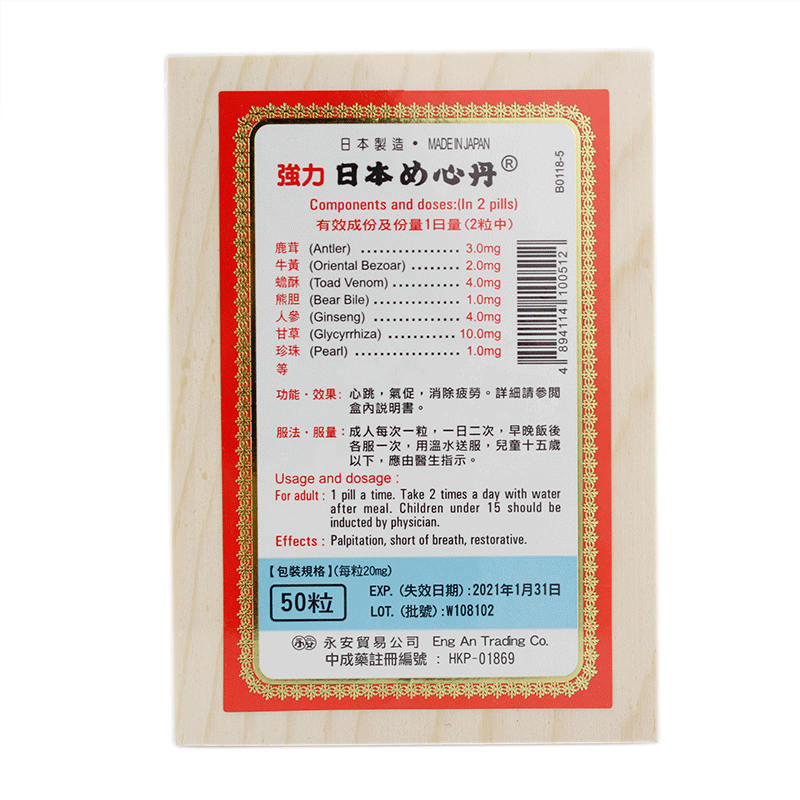 日本製造・MADE IN JAPAN
強力 日本め心丹®
B0118-5
Components and doses:(In 2 pills)
有效成份及份量1日量(2粒中)
鹿茸 (Antler) .................. 3.0mg
牛黃 (Oriental Bezoar) ......... 2.0mg
蟾酥 (Toad Venom) .............. 4.0mg
熊胆 (Bear Bile) ............... 1.0mg
人參 (Ginseng) ................. 4.0mg
甘草 (Glycyrrhiza) ............. 10.0mg
珍珠 (Pearl) ................... 1.0mg
等
4 894114 100512
功能・效果: 心跳，氣促，消除疲勞。詳細請參閱
盒內説明書。
服法・服量：成人每次一粒，一日二次，早晚飯後
各服一次，用溫水送服，兒童十五歲
以下，應由醫生指示。
Usage and dosage :
For adult : 1 pill a time. Take 2 times a day with water
after meal. Children under 15 should be
inducted by physician.
Effects : Palpitation, short of breath, restorative.
【包裝規格】(每粒20mg)
50粒
EXP. (失效日期) :2021年1月31日
LOT. (批號) :W108102
永安 永安貿易公司 Eng An Trading Co.
中成藥註冊編號 : HKP-01869